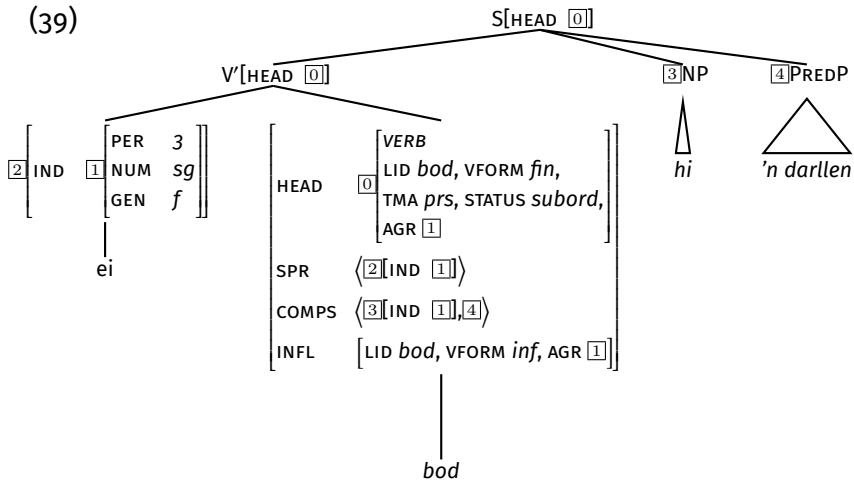 (39)
S[HEAD 0]
V′[HEAD 0]
3NP
4PREDP
2[IND 1[PER 3
NUM sg
GEN f]]
HEAD 0[VERB
LID bod, VFORM fin,
TMA prs, STATUS subord,
AGR 1]
SPR ⟨2[IND 1]⟩
COMPS ⟨3[IND 1],4⟩
INFL [LID bod, VFORM inf, AGR 1]
hi
'n darllen
ei
bod